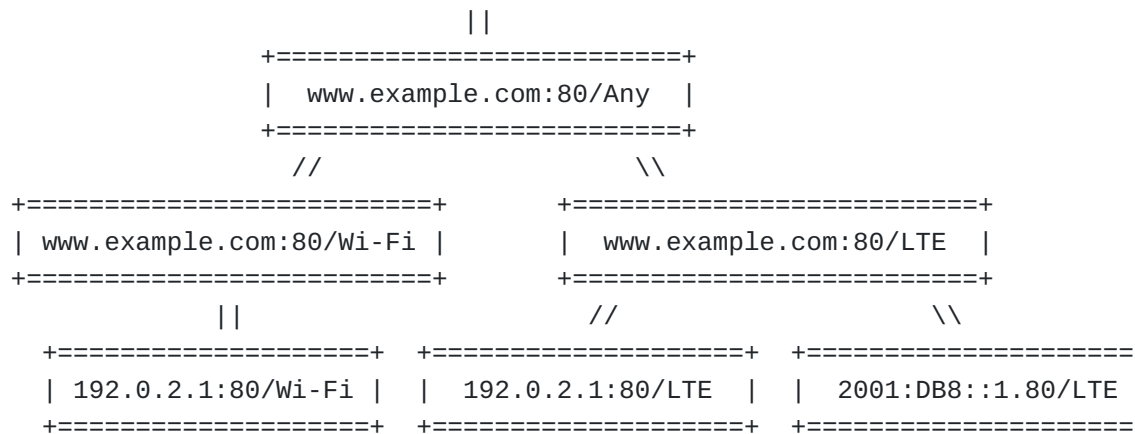 ||
+==========================+
| www.example.com:80/Any |
+==========================+
// \\
+==========================+ +==========================+
| www.example.com:80/Wi-Fi | | www.example.com:80/LTE |
+==========================+ +==========================+
|| // \\
+====================+ +====================+ +=====================
| 192.0.2.1:80/Wi-Fi | | 192.0.2.1:80/LTE | | 2001:DB8::1.80/LTE
+====================+ +====================+ +=====================